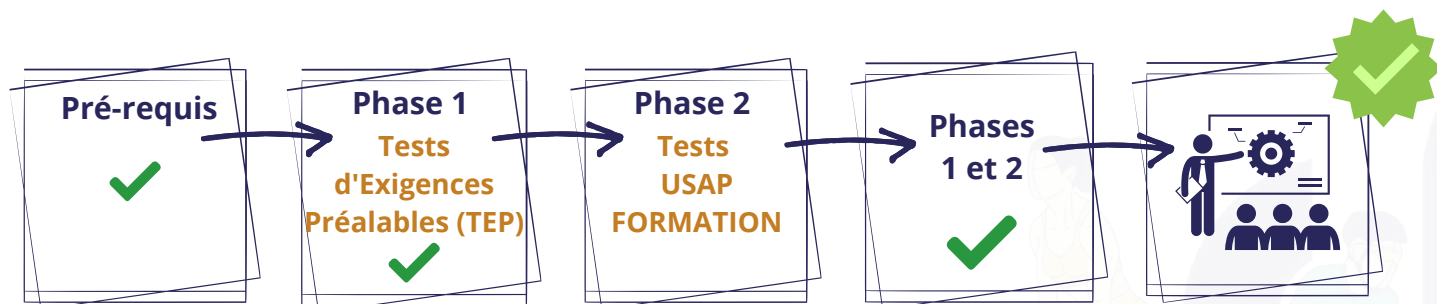 Pré-requis
Phase 1
Tests
d'Exigences
Préalables (TEP)
Phase 2
Tests
USAP
FORMATION
Phases
1 et 2